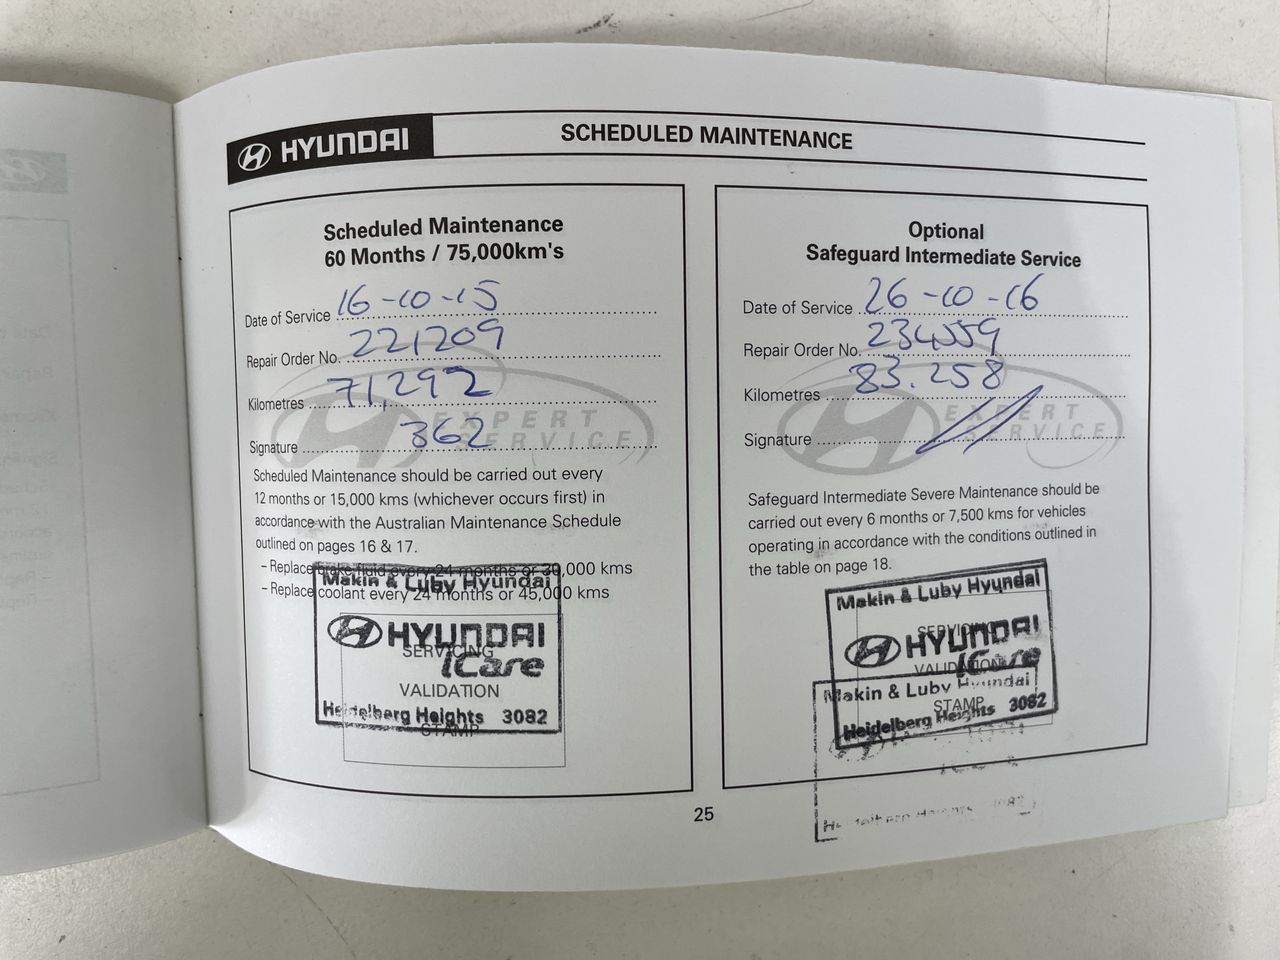 HYUNDAI
SCHEDULED MAINTENANCE
Scheduled Maintenance
60 Months / 75,000km's
Date of Service 16-10-15
Repair Order No. 221209
Kilometres 71,292
Signature 362
EXPERT
SERVICE
Scheduled Maintenance should be carried out every
12 months or 15,000 kms (whichever occurs first) in
accordance with the Australian Maintenance Schedule
outlined on pages 16 & 17.
– Replace brake fluid every 24 months or 30,000 kms
– Replace coolant every 24 months or 45,000 kms
Makin & Luby Hyundai
HYUNDAI
SERVICING
iCare
VALIDATION
Heidelberg Heights 3082
STAMP
Optional
Safeguard Intermediate Service
Date of Service 26-10-16
Repair Order No. 234559
Kilometres 83.258
Signature
EXPERT
SERVICE
Safeguard Intermediate Severe Maintenance should be
carried out every 6 months or 7,500 kms for vehicles
operating in accordance with the conditions outlined in
the table on page 18.
Makin & Luby Hyundai
SERVICING
HYUNDAI
iCare
VALIDATION
Makin & Luby Hyundai
STAMP
Heidelberg Heights 3082
Heidelberg Heights 3082
25